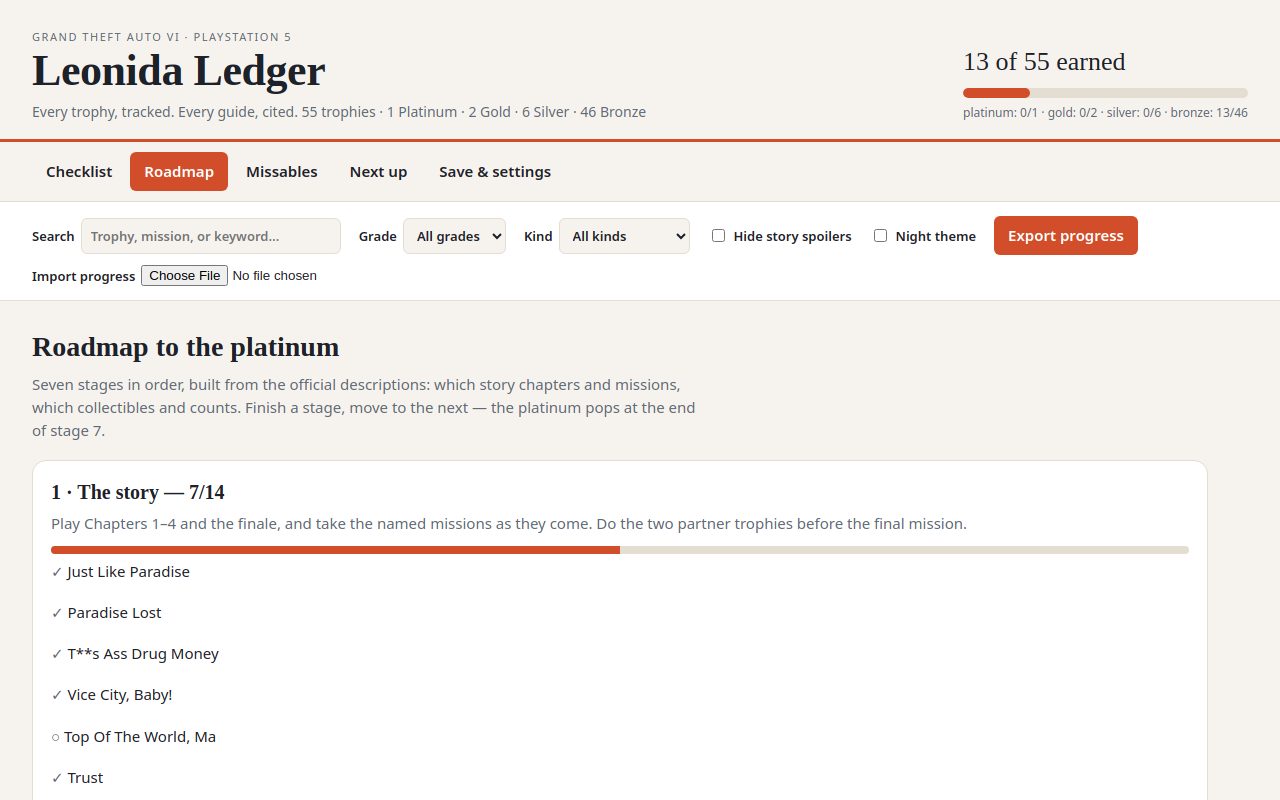 GRAND THEFT AUTO VI · PLAYSTATION 5
Leonida Ledger
Every trophy, tracked. Every guide, cited. 55 trophies · 1 Platinum · 2 Gold · 6 Silver · 46 Bronze
13 of 55 earned
platinum: 0/1 · gold: 0/2 · silver: 0/6 · bronze: 13/46
Checklist Roadmap Missables Next up Save & settings
Search Trophy, mission, or keyword... Grade All grades Kind All kinds Hide story spoilers Night theme Export progress
Import progress Choose File No file chosen
Roadmap to the platinum
Seven stages in order, built from the official descriptions: which story chapters and missions,
which collectibles and counts. Finish a stage, move to the next — the platinum pops at the end
of stage 7.
1 · The story — 7/14
Play Chapters 1–4 and the finale, and take the named missions as they come. Do the two partner trophies before the final mission.
✓ Just Like Paradise
✓ Paradise Lost
✓ T**s Ass Drug Money
✓ Vice City, Baby!
○ Top Of The World, Ma
✓ Trust